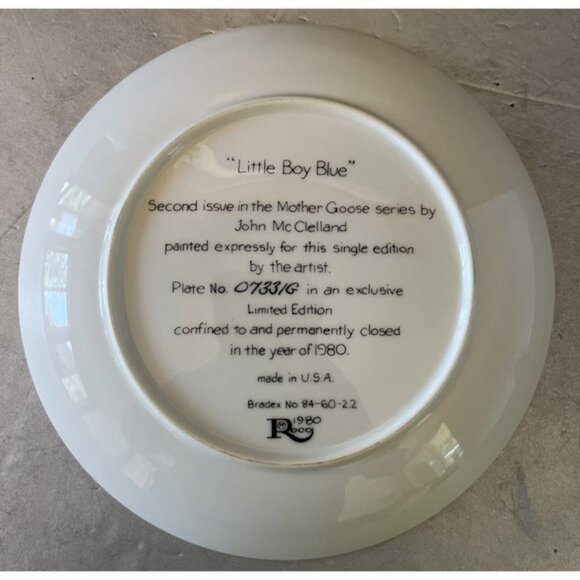 "Little Boy Blue"
Second issue in the Mother Goose series by
John McClelland
painted expressly for this single edition
by the artist.
Plate No. 07331G in an exclusive
Limited Edition
confined to and permanently closed
in the year of 1980.
made in U.S.A.
Bradex No. 84-60-2.2
1980
Reco